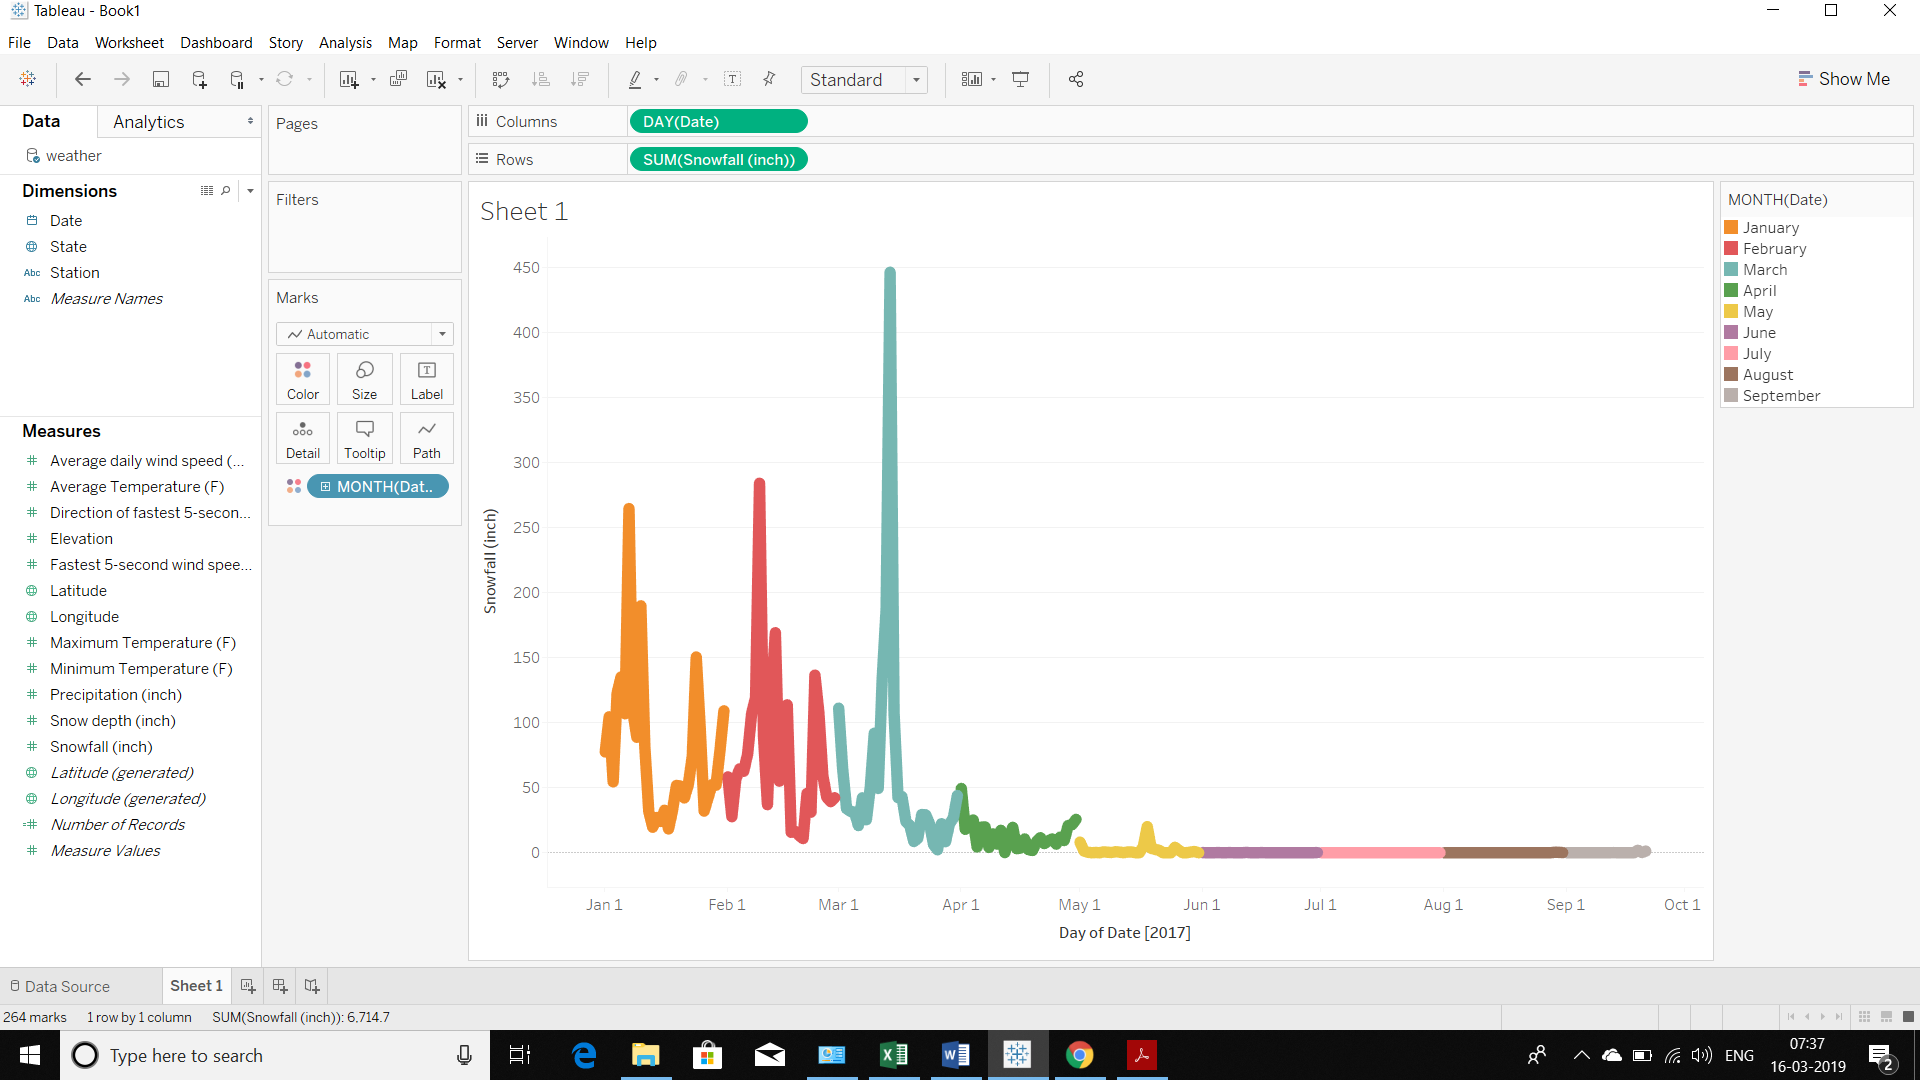 Tableau - Book1
File Data Worksheet Dashboard Story Analysis Map Format Server Window Help
Standard
Show Me
Data Analytics
weather
Dimensions
Date
State
Abc Station
Abc Measure Names
Measures
Average daily wind speed (...
Average Temperature (F)
Direction of fastest 5-secon...
Elevation
Fastest 5-second wind spee...
Latitude
Longitude
Maximum Temperature (F)
Minimum Temperature (F)
Precipitation (inch)
Snow depth (inch)
Snowfall (inch)
Latitude (generated)
Longitude (generated)
Number of Records
Measure Values
Pages
Filters
Marks
Automatic
Color Size Label
Detail Tooltip Path
MONTH(Dat..
Columns DAY(Date)
Rows SUM(Snowfall (inch))
Sheet 1
Snowfall (inch)
450
400
350
300
250
200
150
100
50
0
Jan 1 Feb 1 Mar 1 Apr 1 May 1 Jun 1 Jul 1 Aug 1 Sep 1 Oct 1
Day of Date [2017]
MONTH(Date)
January
February
March
April
May
June
July
August
September
Data Source Sheet 1
264 marks 1 row by 1 column SUM(Snowfall (inch)): 6,714.7
Type here to search
ENG
07:37
16-03-2019
2